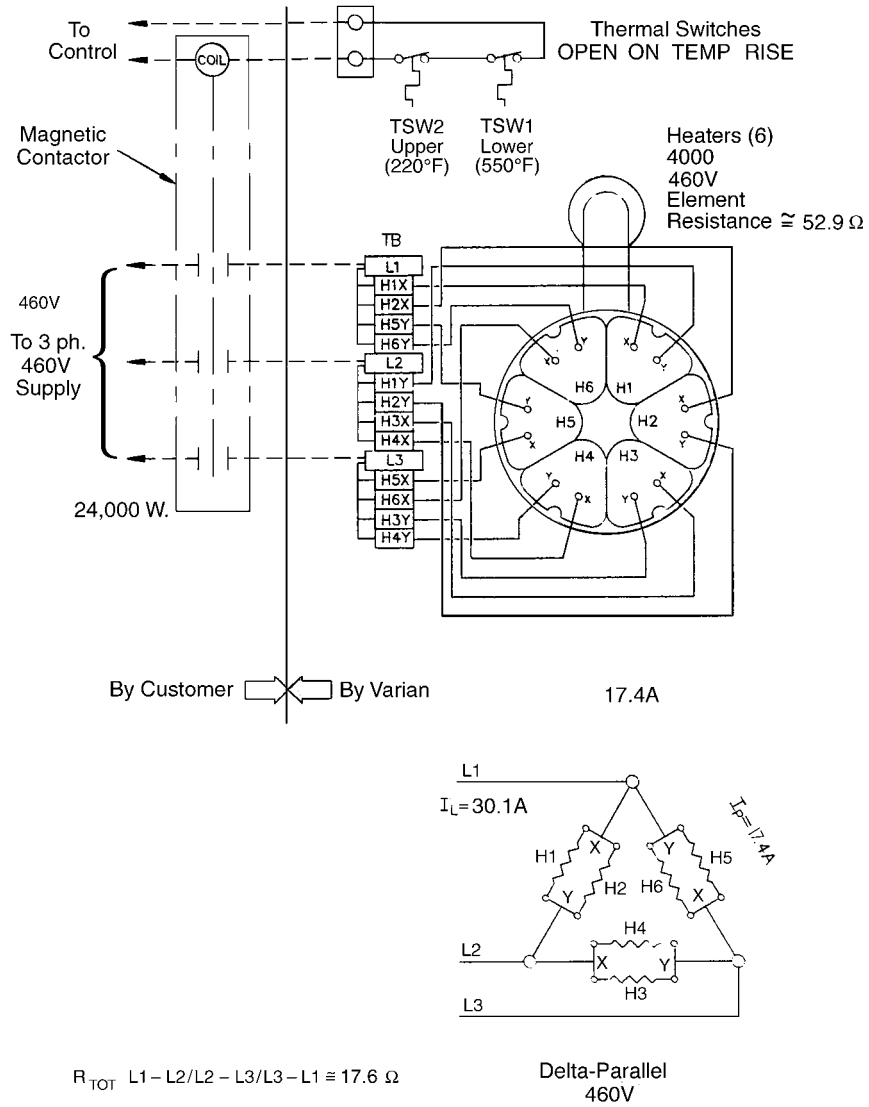 To
Control
COIL
Thermal Switches
OPEN ON TEMP RISE
Magnetic
Contactor
TSW2
Upper
(220°F)
TSW1
Lower
(550°F)
Heaters (6)
4000
460V
Element
Resistance ≅ 52.9 Ω
TB
L1
H1X
H2X
H5Y
H6Y
L2
H1Y
H2Y
H3X
H4X
L3
H5X
H6X
H3Y
H4Y
460V
To 3 ph.
460V
Supply
24,000 W.
Y
X
X
Y
H6
H1
X
Y
H2
H5
Y
X
H4
H3
Y
X
Y
X
By Customer
By Varian
17.4A
L1
IL=30.1A
Ip=17.4A
H1
X
Y
H2
Y
X
H5
H6
H4
L2
X
Y
H3
L3
RTOT L1–L2/L2–L3/L3–L1 ≅ 17.6 Ω
Delta-Parallel
460V